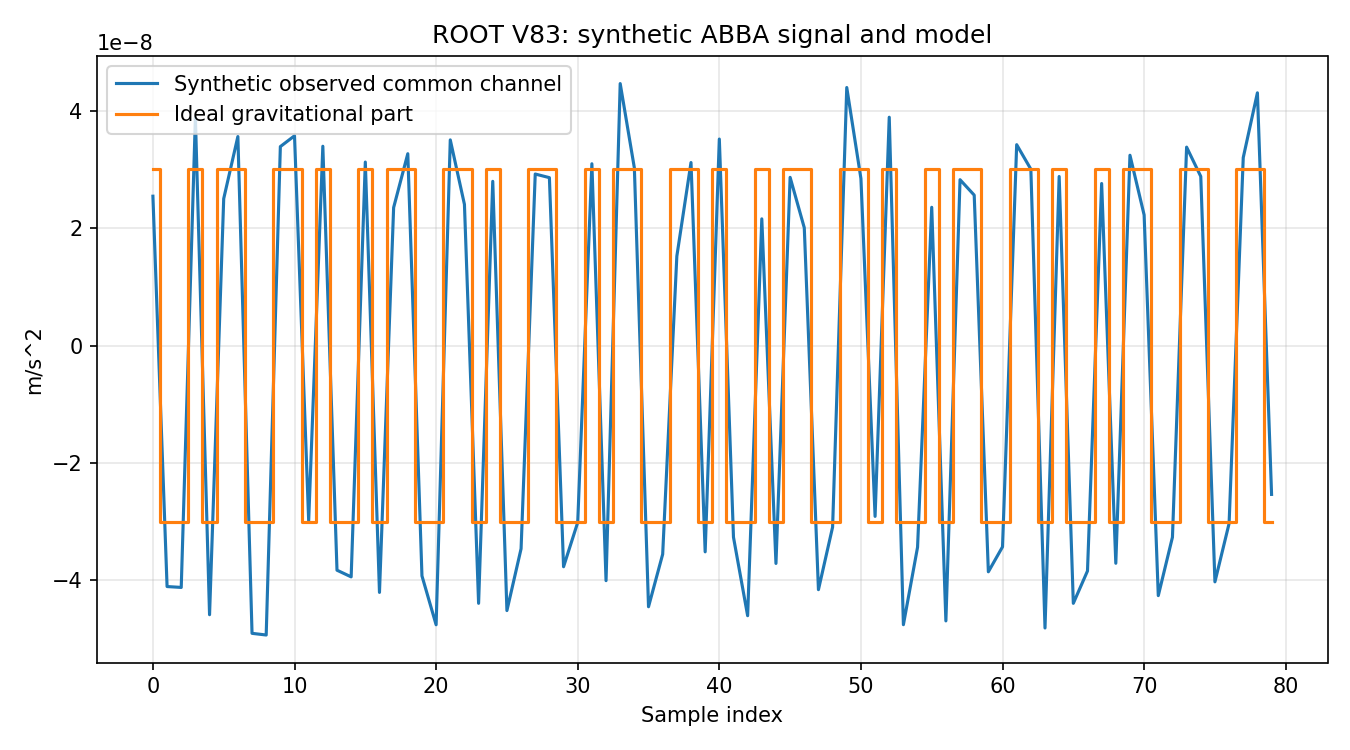 ROOT V83: synthetic ABBA signal and model
1e−8
Synthetic observed common channel
Ideal gravitational part
4
2
0
−2
−4
m/s^2
0 10 20 30 40 50 60 70 80
Sample index